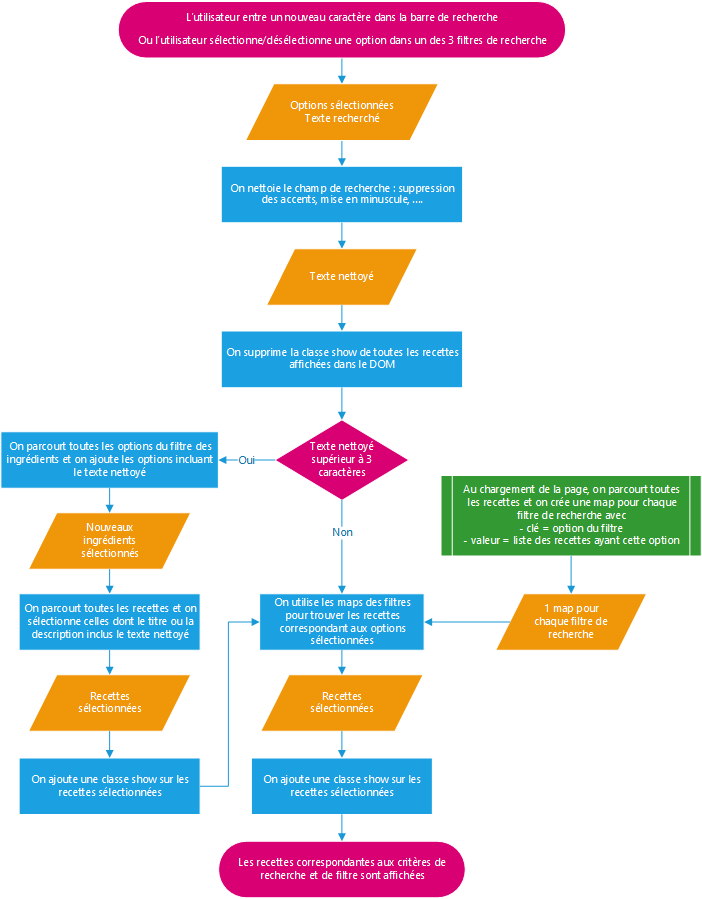 L'utilisateur entre un nouveau caractère dans la barre de recherche
Ou l'utilisateur sélectionne/désélectionne une option dans un des 3 filtres de recherche
Options sélectionnées
Texte recherché
On nettoie le champ de recherche : suppression
des accents, mise en minuscule, ....
Texte nettoyé
On supprime la classe show de toutes les recettes
affichées dans le DOM
Texte nettoyé
supérieur à 3
caractères
Oui
Non
On parcourt toutes les options du filtre des
ingrédients et on ajoute les options incluant
le texte nettoyé
Nouveaux
ingrédients
sélectionnés
On parcourt toutes les recettes et on
sélectionne celles dont le titre ou la
description inclus le texte nettoyé
Recettes
sélectionnées
On ajoute une classe show sur les
recettes sélectionnées
Au chargement de la page, on parcourt toutes
les recettes et on crée une map pour chaque
filtre de recherche avec
- clé = option du filtre
- valeur = liste des recettes ayant cette option
1 map pour
chaque filtre de
recherche
On utilise les maps des filtres
pour trouver les recettes
correspondant aux options
sélectionnées
Recettes
sélectionnées
On ajoute une classe show sur les
recettes sélectionnées
Les recettes correspondantes aux critères de
recherche et de filtre sont affichées